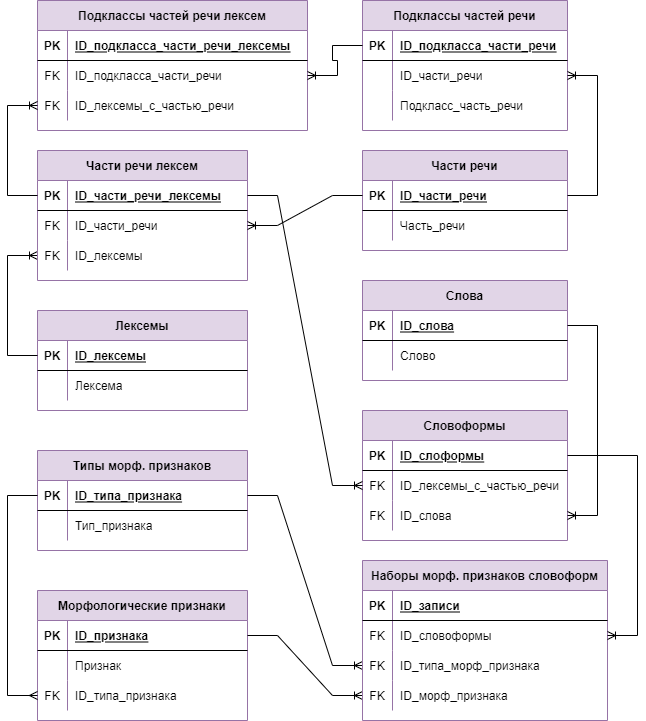 Подклассы частей речи лексем
PK ID_подкласса_части_речи_лексемы
FK ID_подкласса_части_речи
FK ID_лексемы_с_частью_речи
Подклассы частей речи
PK ID_подкласса_части_речи
ID_части_речи
Подкласс_часть_речи
Части речи лексем
PK ID_части_речи_лексемы
FK ID_части_речи
FK ID_лексемы
Части речи
PK ID_части_речи
Часть_речи
Лексемы
PK ID_лексемы
Лексема
Слова
PK ID_слова
Слово
Словоформы
PK ID_слоформы
FK ID_лексемы_с_частью_речи
FK ID_слова
Типы морф. признаков
PK ID_типа_признака
Тип_признака
Морфологические признаки
PK ID_признака
Признак
FK ID_типа_признака
Наборы морф. признаков словоформ
PK ID_записи
FK ID_словоформы
FK ID_типа_морф_признака
FK ID_морф_признака